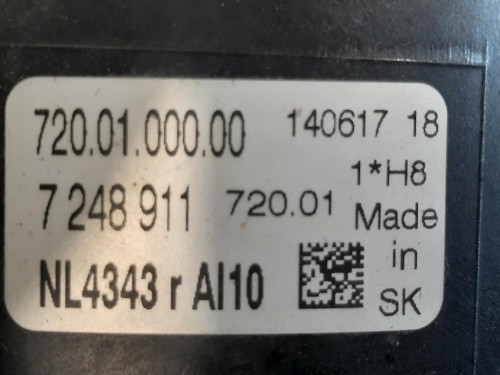 720.01.000.00 140617 18
1*H8
7 248 911 720.01 Made
in
NL4343 r AI10 SK